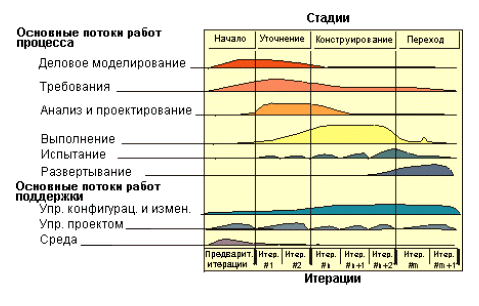 Стадии
Основные потоки работ
процесса
Начало Уточнение Конструирование Переход
Деловое моделирование
Требования
Анализ и проектирование
Выполнение
Испытание
Развертывание
Основные потоки работ
поддержки
Упр. конфигурац. и измен.
Упр. проектом
Среда
Предварит. Итер. Итер. Итер. Итер. Итер. Итер. Итер.
итерации #1 #2 #n #n+1 #n+2 #m #m+1
Итерации